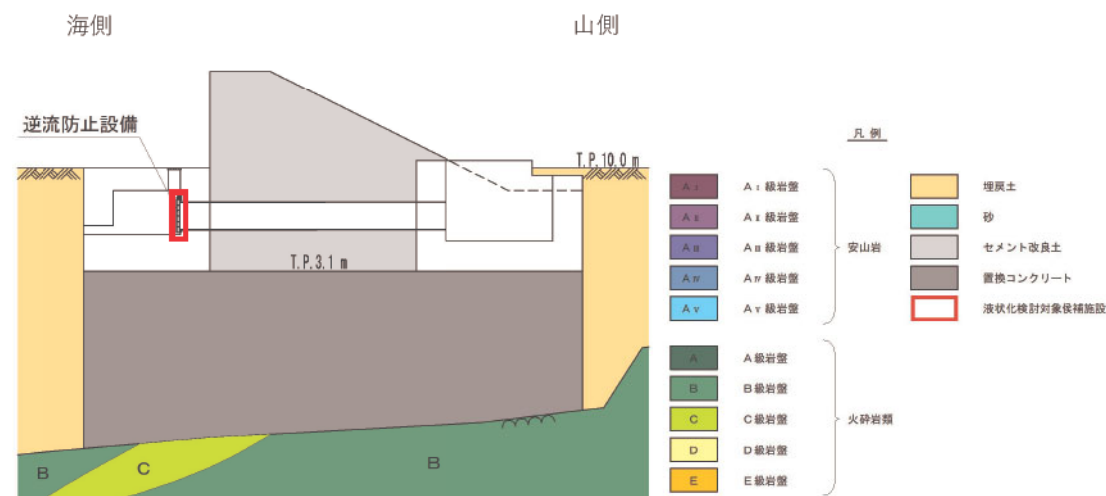 海側
山側
逆流防止設備
T.P.10.0 m
T.P.3.1 m
B
C
B
凡例
AⅠ AⅠ級岩盤
AⅡ AⅡ級岩盤
AⅢ AⅢ級岩盤
AⅣ AⅣ級岩盤
AⅤ AⅤ級岩盤
安山岩
A A級岩盤
B B級岩盤
C C級岩盤
D D級岩盤
E E級岩盤
火砕岩類
埋戻土
砂
セメント改良土
置換コンクリート
液状化検討対象候補施設